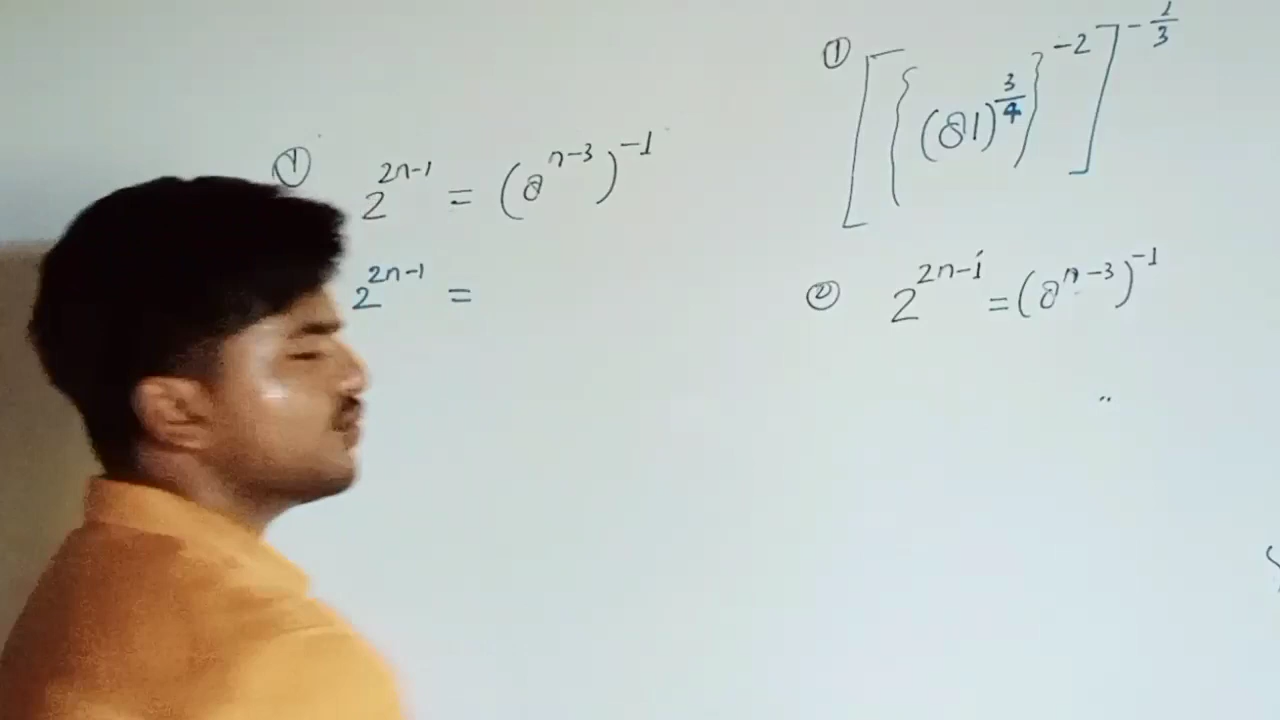 ① [{(81)^{3/4}}^{-2}]^{-1/3}
② 2^{2n-1} = (8^{n-3})^{-1}
2^{2n-1} = (8^{n-3})^{-1}
2^{2n-1} =